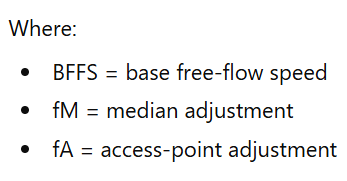 Where:
• BFFS = base free-flow speed
• fM = median adjustment
• fA = access-point adjustment